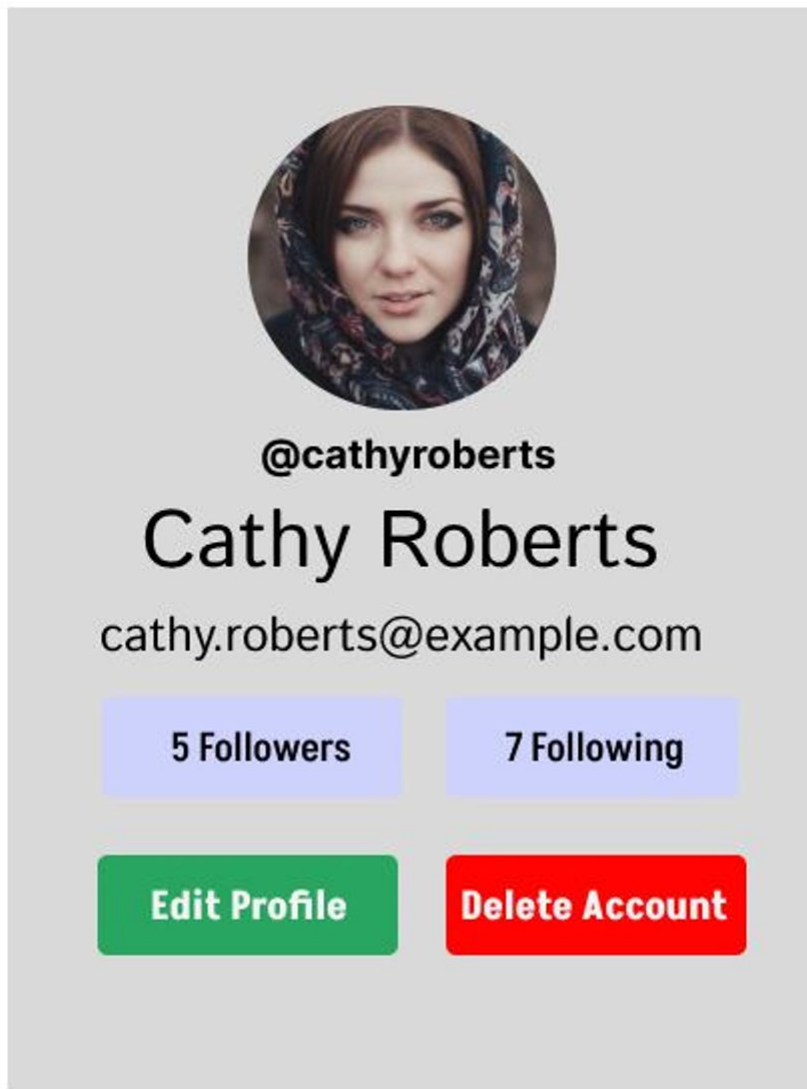 @cathyroberts
Cathy Roberts
cathy.roberts@example.com
5 Followers
7 Following
Edit Profile
Delete Account